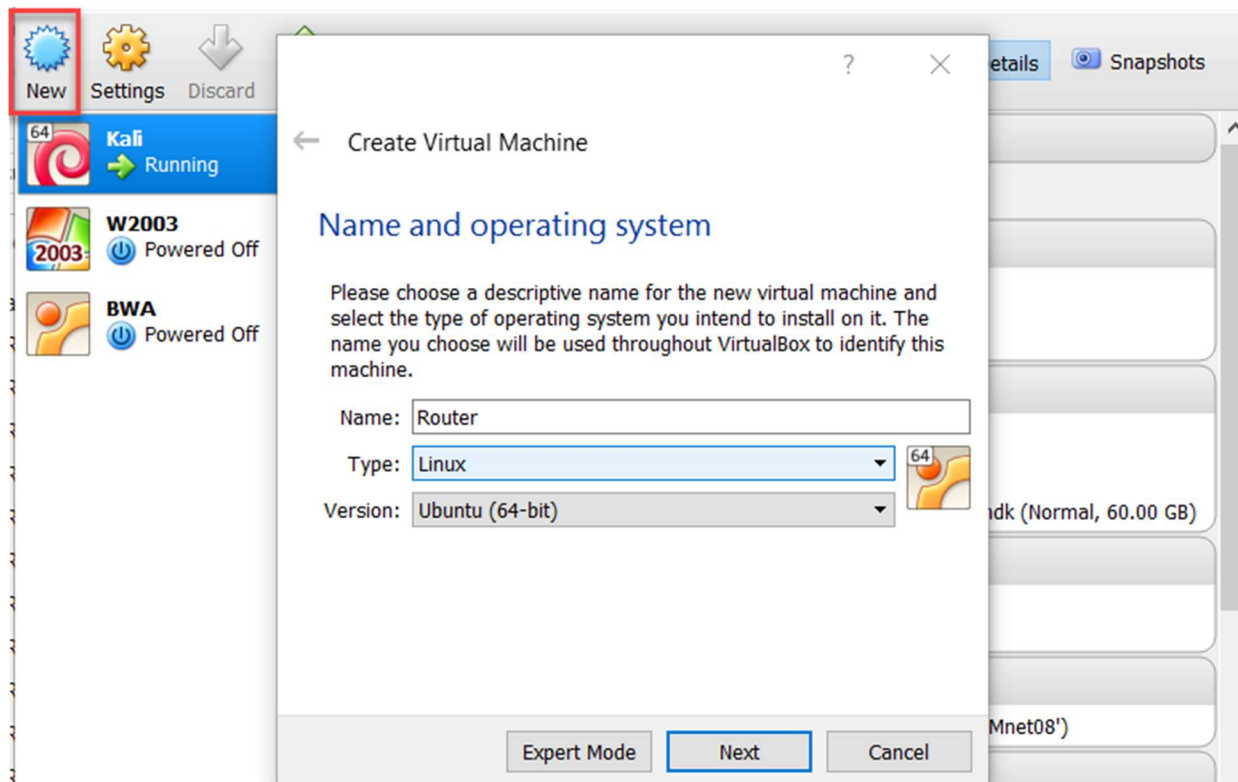 New
Settings
Discard
etails
Snapshots
64
Kali
Running
2003
W2003
Powered Off
BWA
Powered Off
?
Create Virtual Machine
Name and operating system
Please choose a descriptive name for the new virtual machine and
select the type of operating system you intend to install on it. The
name you choose will be used throughout VirtualBox to identify this
machine.
Name: Router
Type: Linux
64
Version: Ubuntu (64-bit)
Expert Mode
Next
Cancel
ndk (Normal, 60.00 GB)
Mnet08')